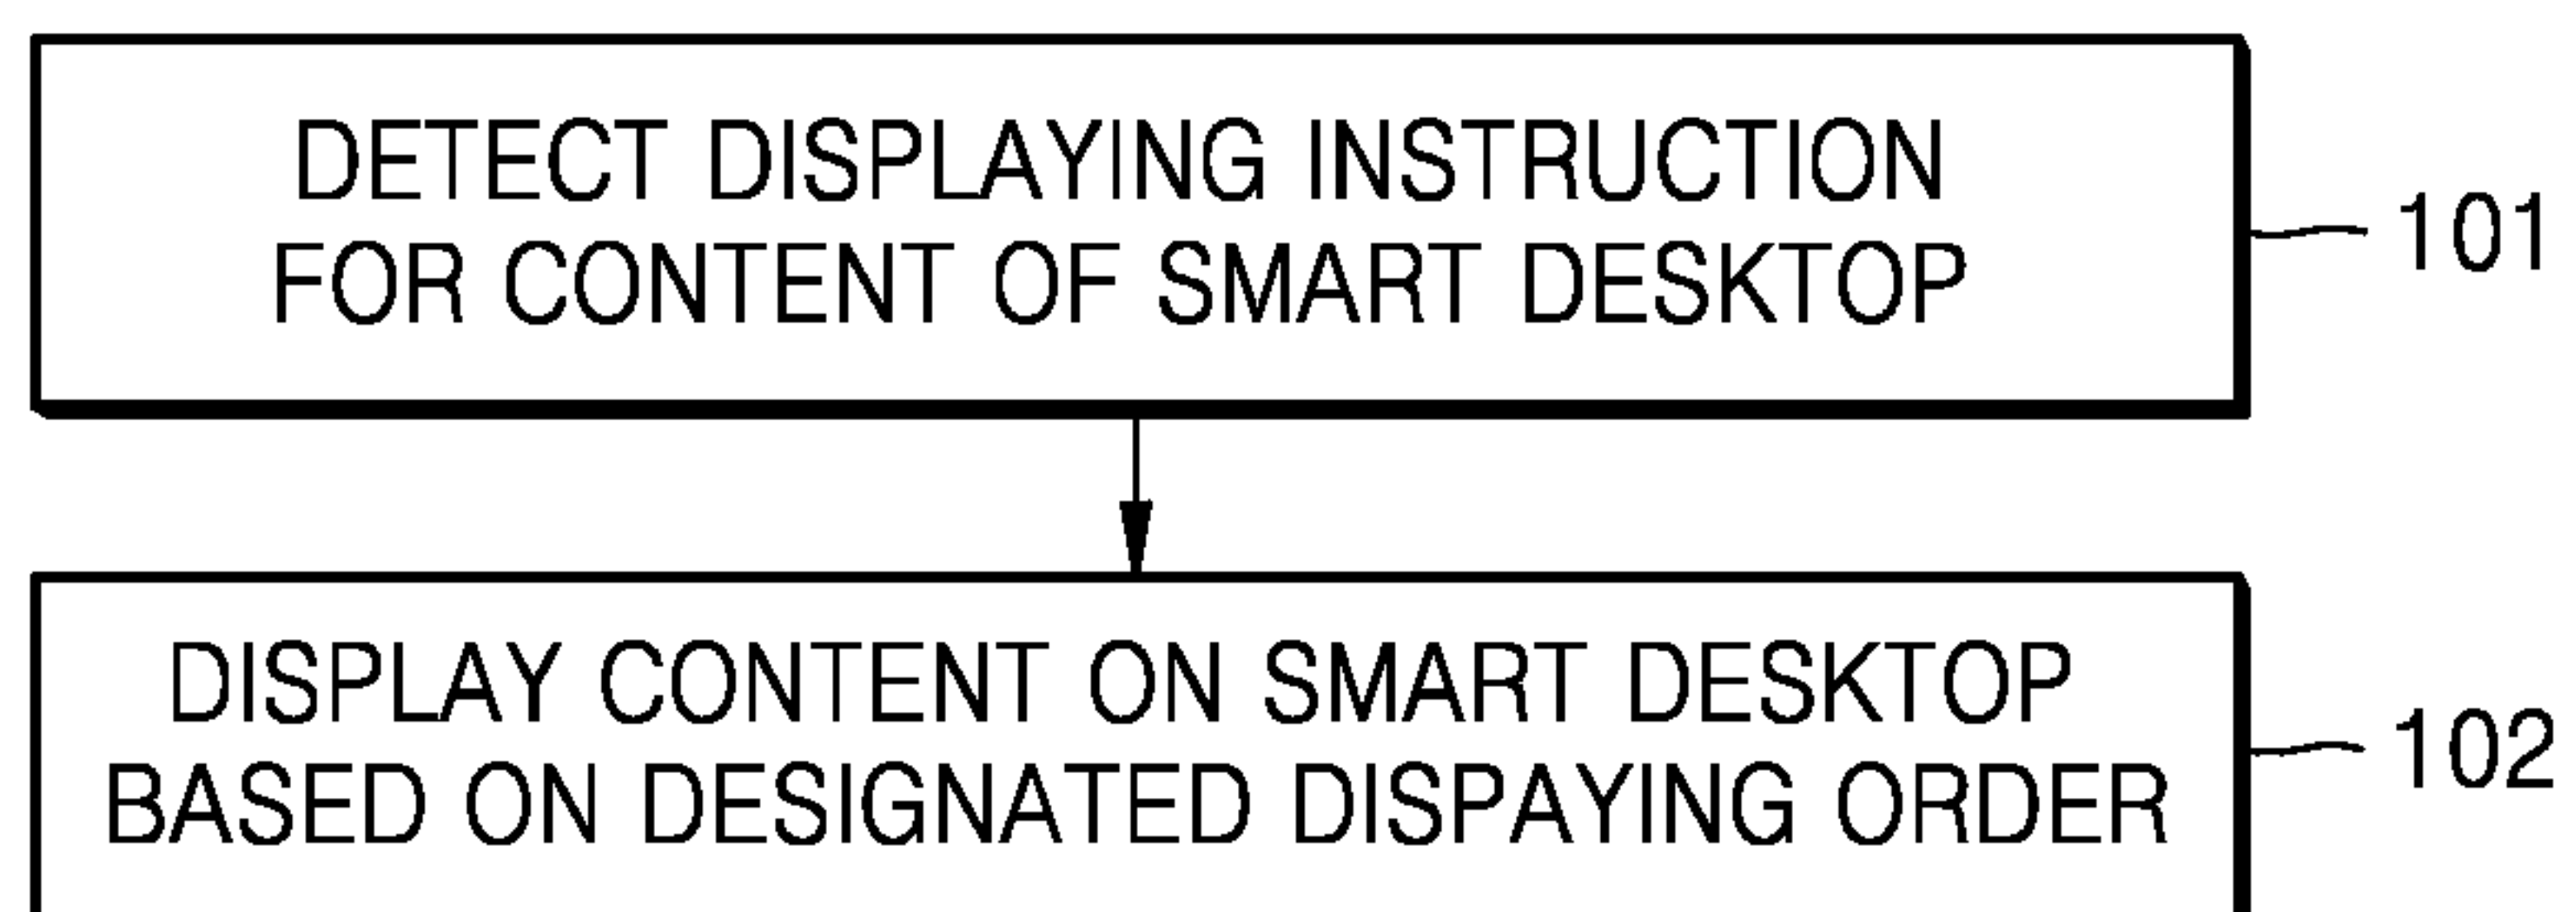 DETECT DISPLAYING INSTRUCTION
FOR CONTENT OF SMART DESKTOP
101
DISPLAY CONTENT ON SMART DESKTOP
BASED ON DESIGNATED DISPAYING ORDER
102